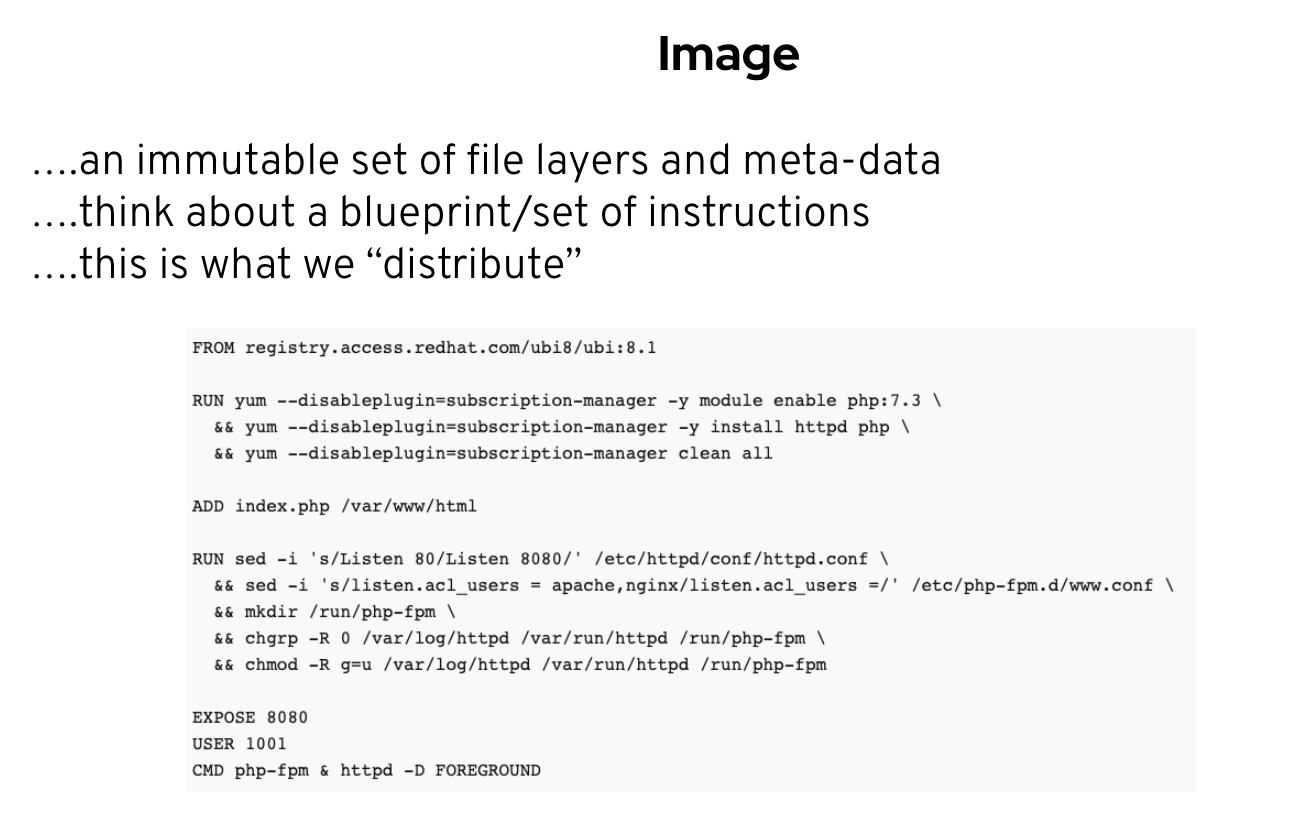 Image
....an immutable set of file layers and meta-data
....think about a blueprint/set of instructions
....this is what we “distribute”
FROM registry.access.redhat.com/ubi8/ubi:8.1
RUN yum --disableplugin=subscription-manager -y module enable php:7.3 \
  && yum --disableplugin=subscription-manager -y install httpd php \
  && yum --disableplugin=subscription-manager clean all
ADD index.php /var/www/html
RUN sed -i 's/Listen 80/Listen 8080/' /etc/httpd/conf/httpd.conf \
  && sed -i 's/listen.acl_users = apache,nginx/listen.acl_users =/' /etc/php-fpm.d/www.conf \
  && mkdir /run/php-fpm \
  && chgrp -R 0 /var/log/httpd /var/run/httpd /run/php-fpm \
  && chmod -R g=u /var/log/httpd /var/run/httpd /run/php-fpm
EXPOSE 8080
USER 1001
CMD php-fpm & httpd -D FOREGROUND